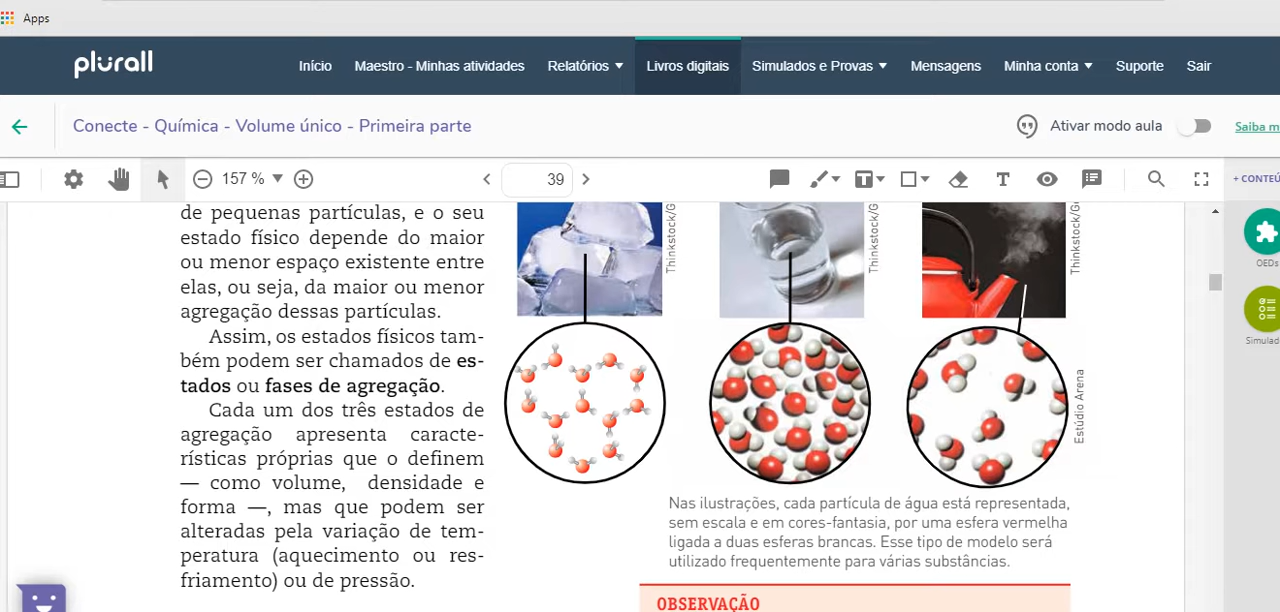 Apps
plurall
Início Maestro - Minhas atividades Relatórios Livros digitais Simulados e Provas Mensagens Minha conta Suporte Sair
Conecte - Química - Volume único - Primeira parte
Ativar modo aula
Saiba m
157 %
39
+ CONTEÚ
OEDs
Simulad
de pequenas partículas, e o seu
estado físico depende do maior
ou menor espaço existente entre
elas, ou seja, da maior ou menor
agregação dessas partículas.
Assim, os estados físicos tam-
bém podem ser chamados de es-
tados ou fases de agregação.
Cada um dos três estados de
agregação apresenta caracte-
rísticas próprias que o definem
— como volume, densidade e
forma —, mas que podem ser
alteradas pela variação de tem-
peratura (aquecimento ou res-
friamento) ou de pressão.
Thinkstock/G
Thinkstock/G
Thinkstock/Ge
Estúdio Arena
Nas ilustrações, cada partícula de água está representada,
sem escala e em cores-fantasia, por uma esfera vermelha
ligada a duas esferas brancas. Esse tipo de modelo será
utilizado frequentemente para várias substâncias.
OBSERVAÇÃO